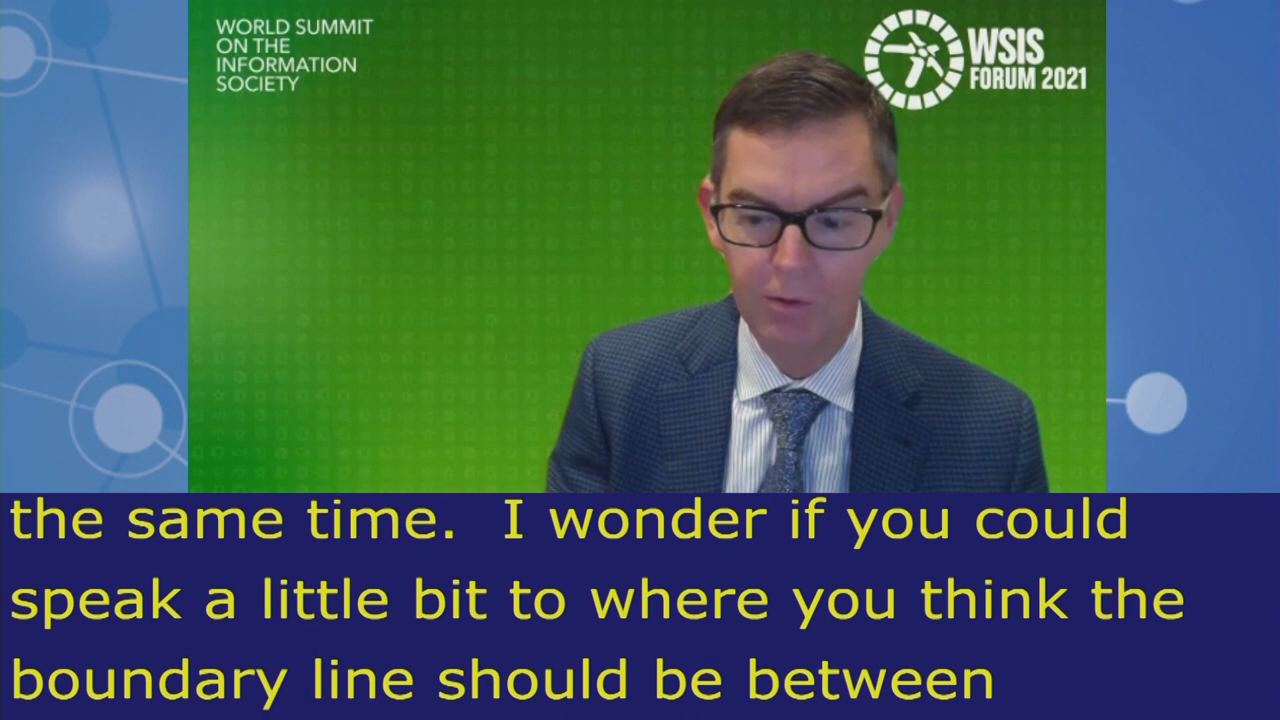 WORLD SUMMIT
ON THE
INFORMATION
SOCIETY
WSIS
FORUM 2021
the same time.  I wonder if you could
speak a little bit to where you think the
boundary line should be between